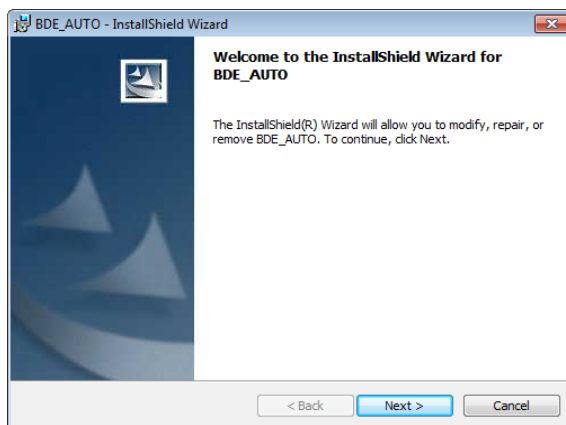 BDE_AUTO - InstallShield Wizard
Welcome to the InstallShield Wizard for
BDE_AUTO
The InstallShield(R) Wizard will allow you to modify, repair, or
remove BDE_AUTO. To continue, click Next.
< Back Next > Cancel